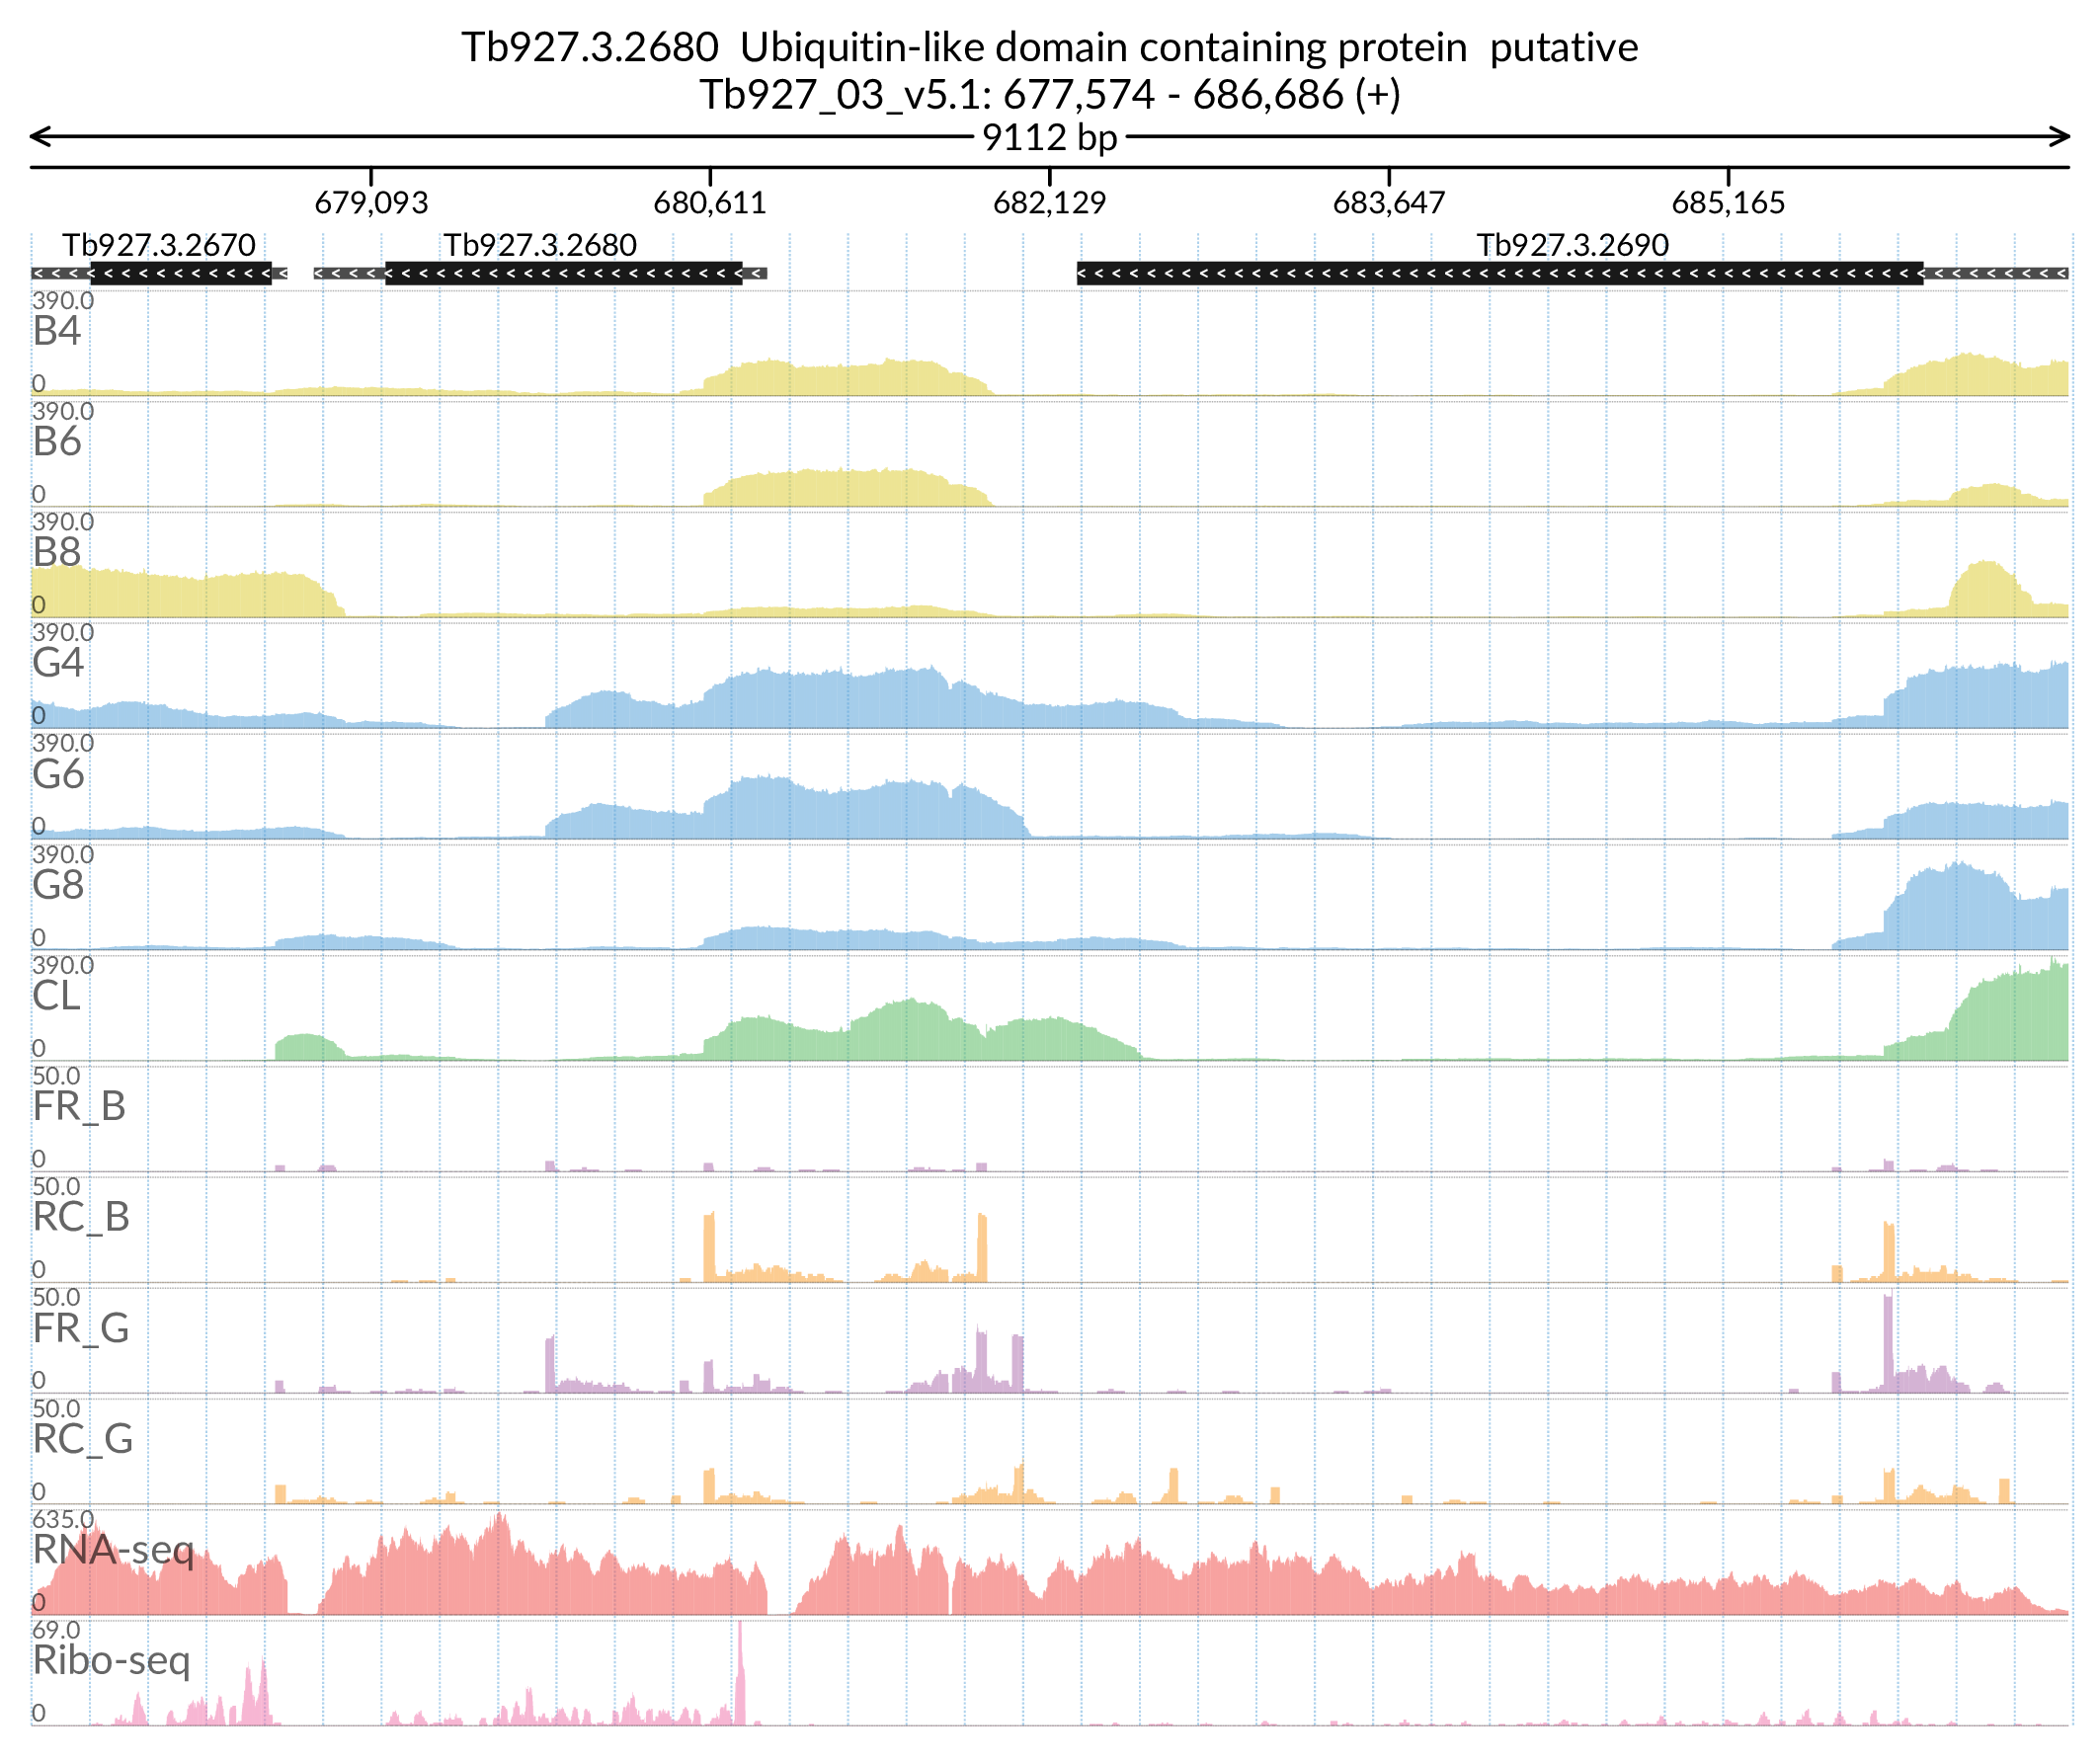 Tb927.3.2680  Ubiquitin-like domain containing protein  putative
Tb927_03_v5.1: 677,574 - 686,686 (+)
9112 bp
679,093 680,611 682,129 683,647 685,165
Tb927.3.2670 Tb927.3.2680 Tb927.3.2690
390.0
B4
0
390.0
B6
0
390.0
B8
0
390.0
G4
0
390.0
G6
0
390.0
G8
0
390.0
CL
0
50.0
FR_B
0
50.0
RC_B
0
50.0
FR_G
0
50.0
RC_G
0
635.0
RNA-seq
0
69.0
Ribo-seq
0